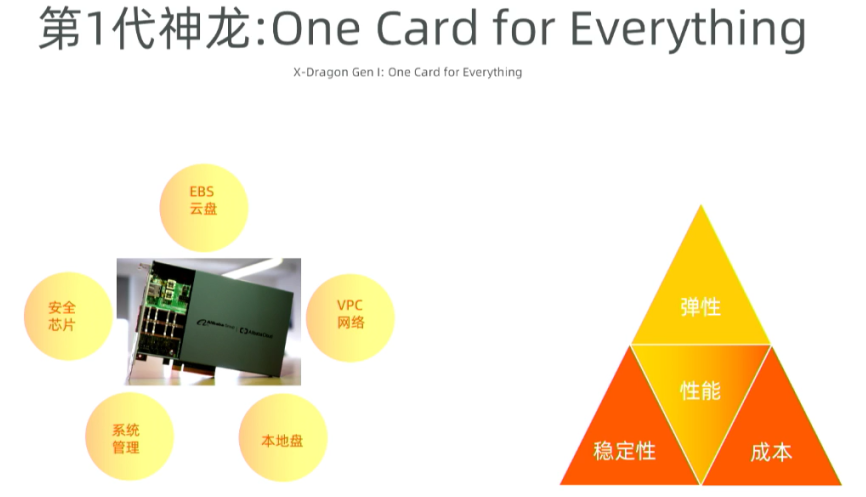 第1代神龙:One Card for Everything
X-Dragon Gen I: One Card for Everything
EBS
云盘
安全
芯片
VPC
网络
系统
管理
本地盘
弹性
性能
稳定性
成本